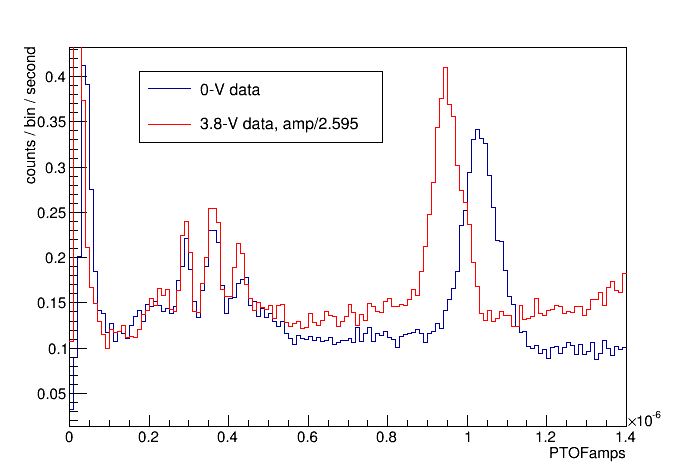 counts / bin / second
0.4
0.35
0.3
0.25
0.2
0.15
0.1
0.05
0-V data
3.8-V data, amp/2.595
0 0.2 0.4 0.6 0.8 1 1.2 1.4
×10-6
PTOFamps